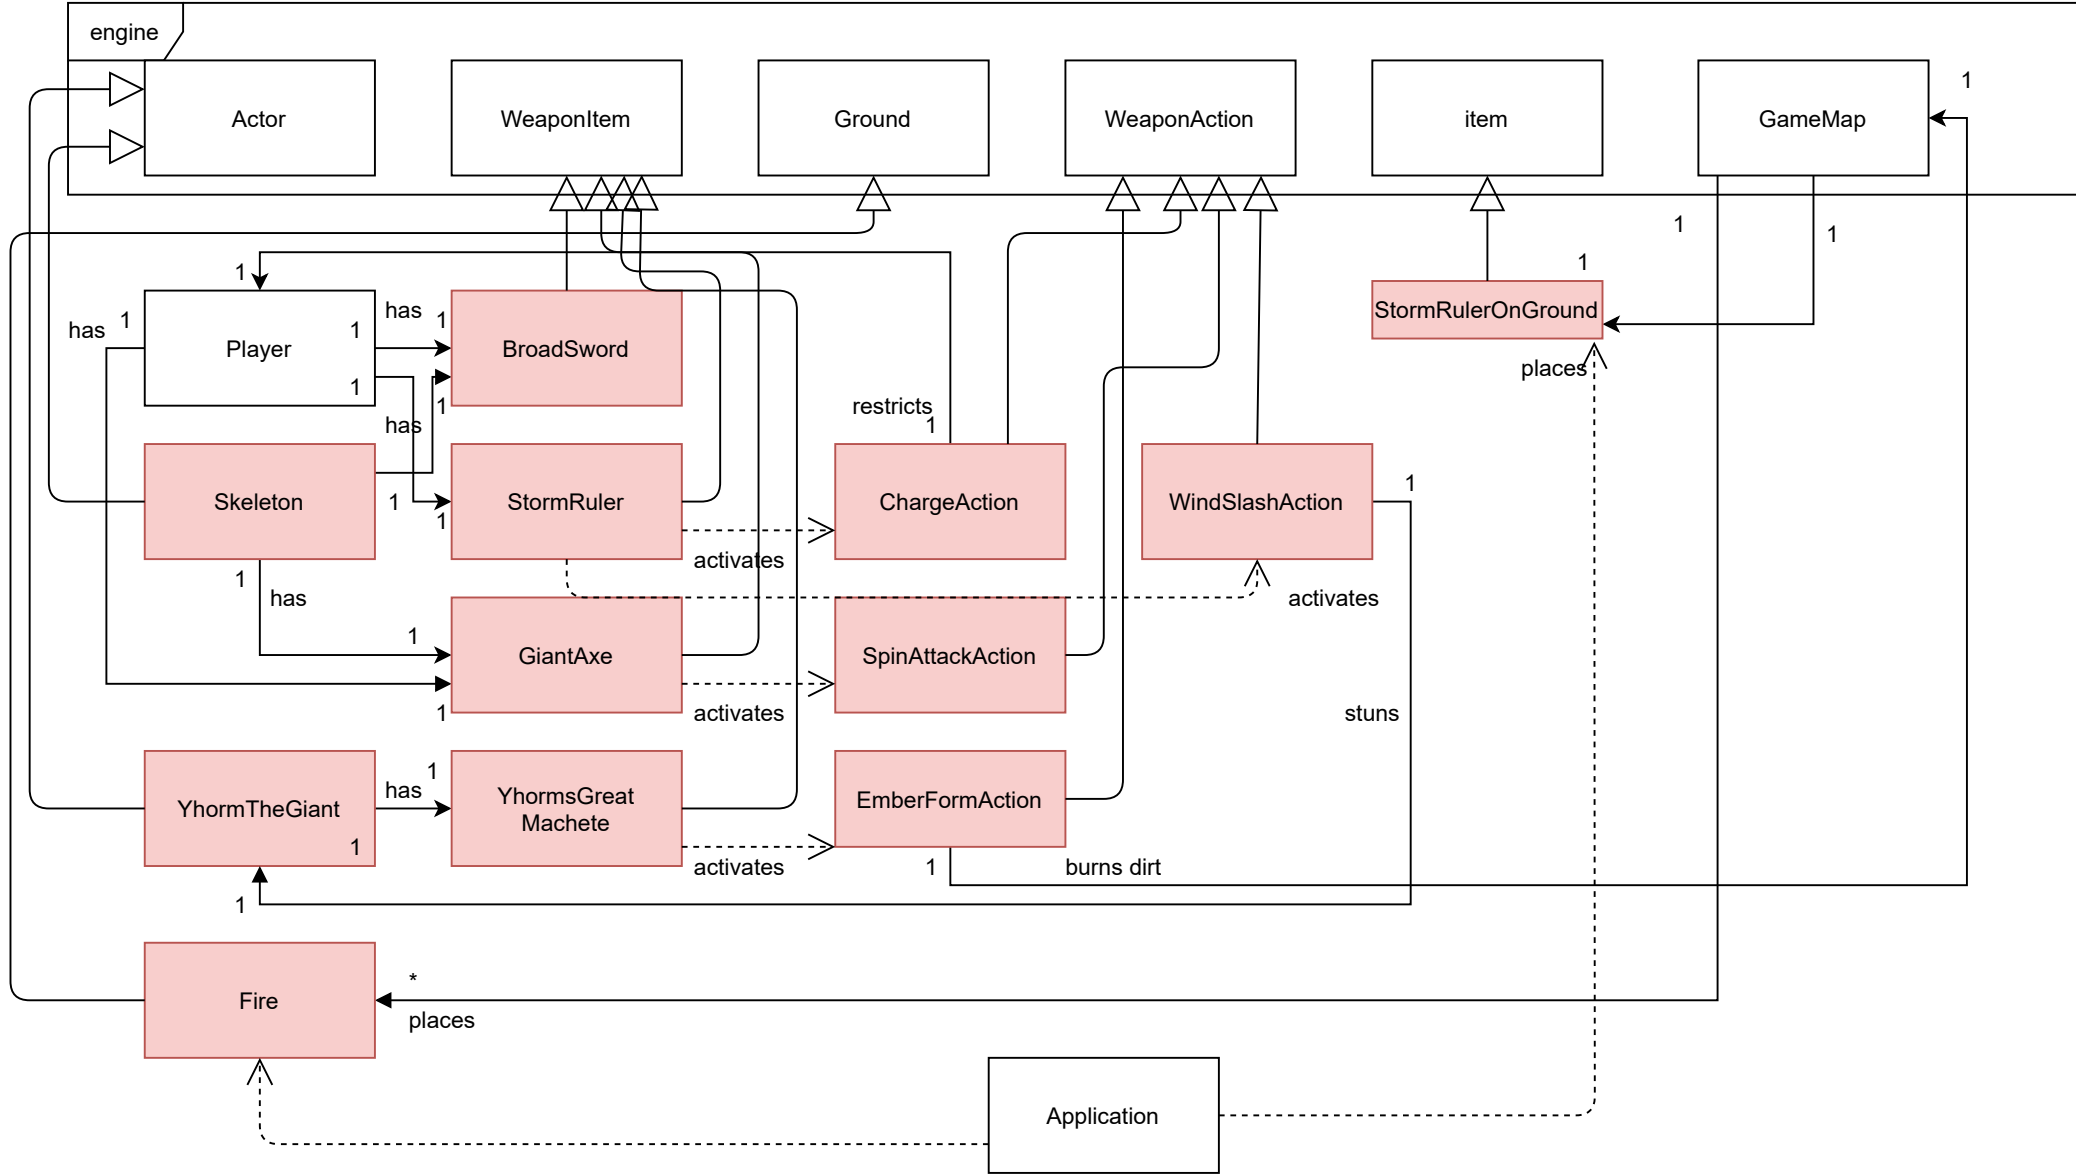 engine
Actor
WeaponItem
Ground
WeaponAction
item
GameMap
1
1
1
1
1
has
1
Player
1
1
has
1
BroadSword
StormRulerOnGround
places
has
1
restricts
1
Skeleton
1
1
StormRuler
activates
ChargeAction
WindSlashAction
1
activates
1
has
1
1
GiantAxe
activates
SpinAttackAction
stuns
YhormTheGiant
1
has
1
YhormsGreat
Machete
activates
EmberFormAction
1
burns dirt
1
Fire
*
places
Application